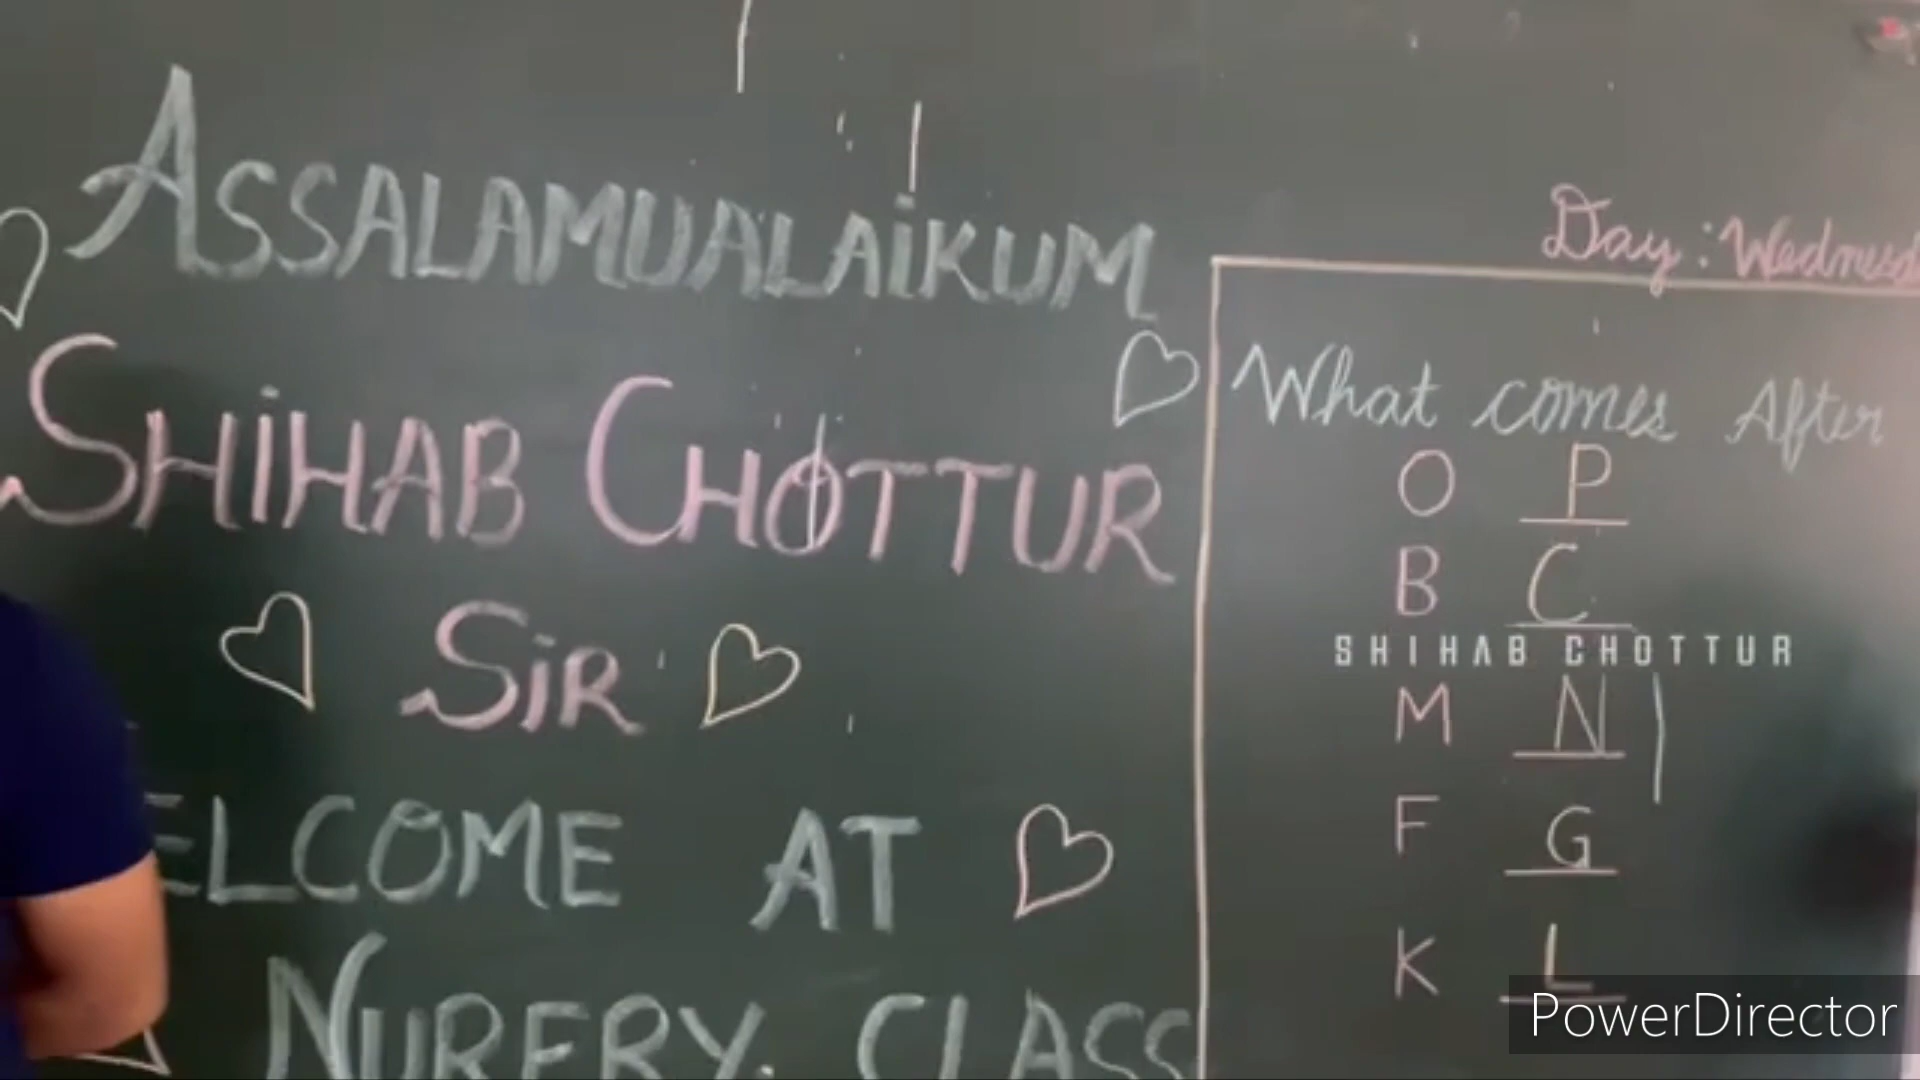 ASSALAMUALAIKUM
SHIHAB CHOTTUR
SIR
ELCOME AT
NURERY CLASS
Day: Wednesd
What comes After
O P
B C
SHIHAB CHOTTUR
M N
F G
K L
PowerDirector